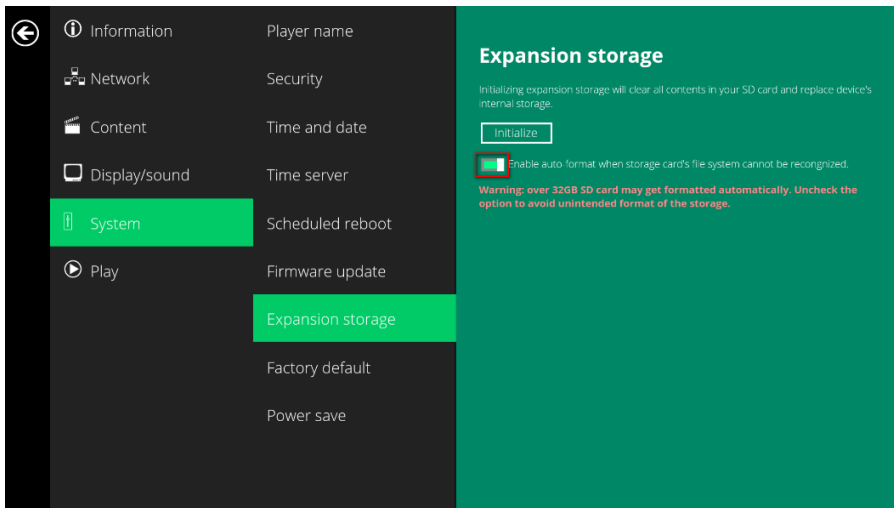 Information
Network
Content
Display/sound
System
Play
Player name
Security
Time and date
Time server
Scheduled reboot
Firmware update
Expansion storage
Factory default
Power save
Expansion storage
Initializing expansion storage will clear all contents in your SD card and replace device's
internal storage.
Initialize
Enable auto format when storage card's file system cannot be recongnized.
Warning: over 32GB SD card may get formatted automatically. Uncheck the
option to avoid unintended format of the storage.